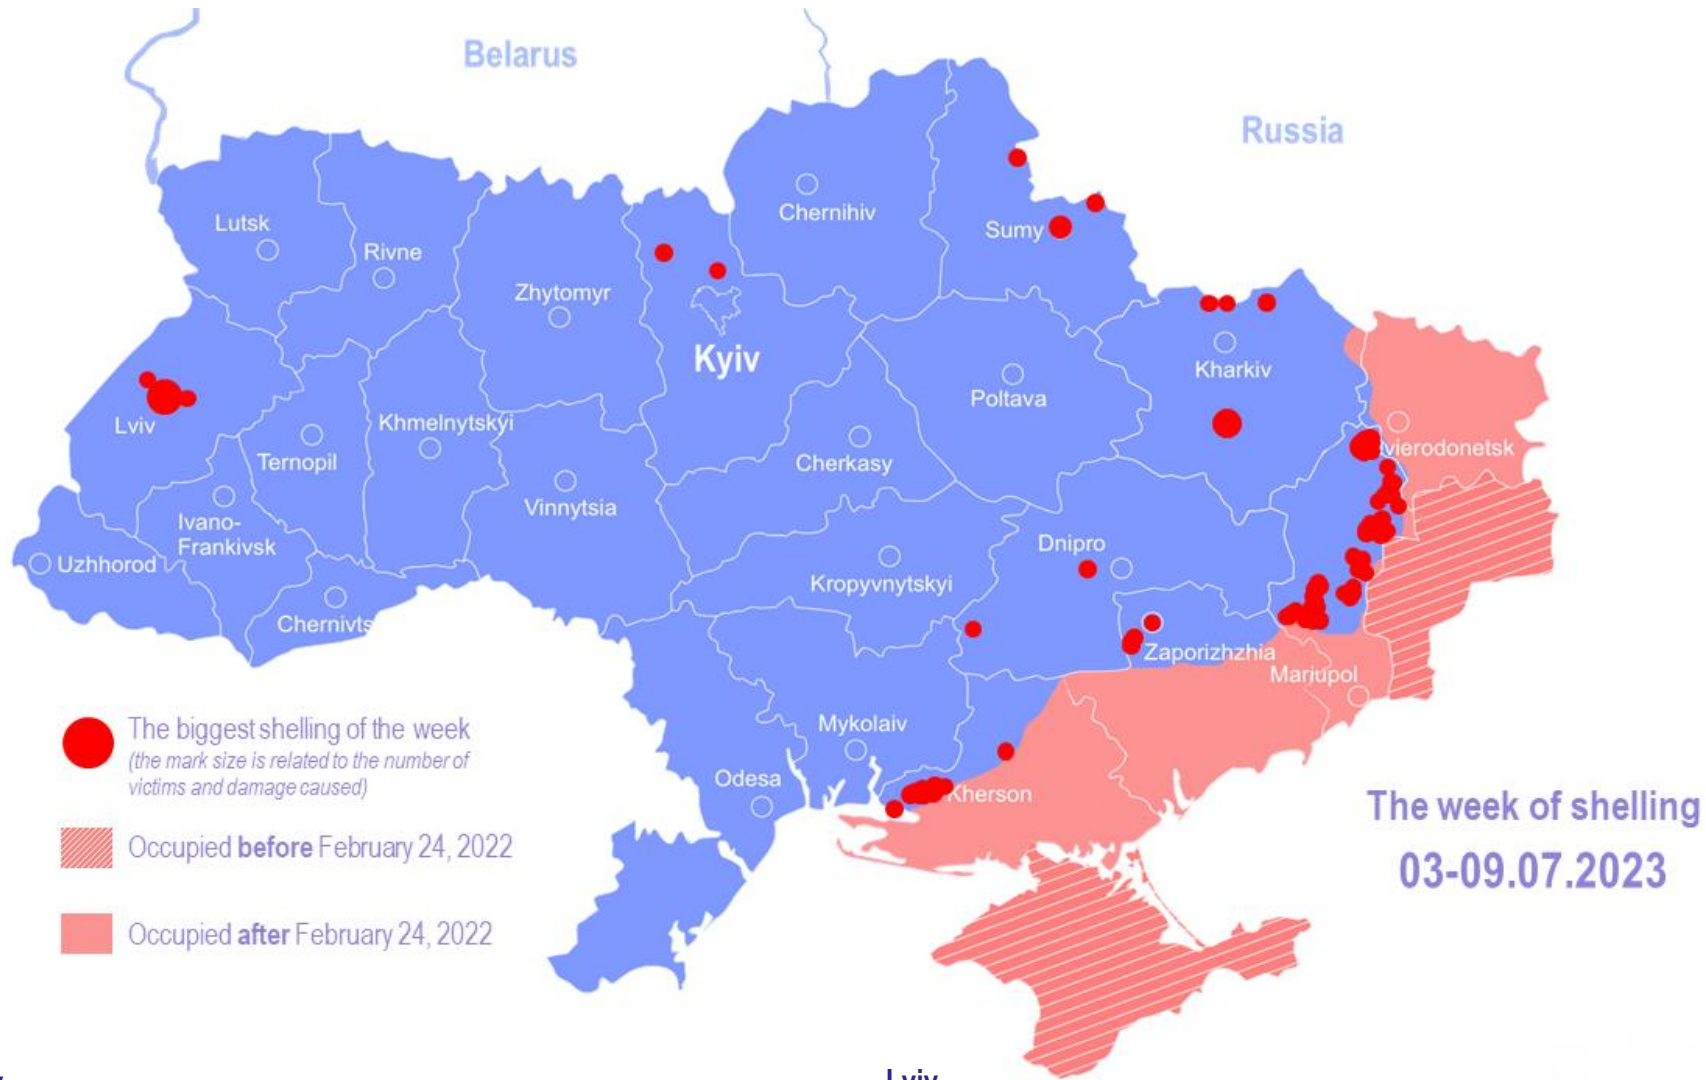 Belarus
Russia
Chernihiv
Lutsk
Sumy
Rivne
Zhytomyr
Kyiv
Kharkiv
Poltava
Lviv
Khmelnytskyi
vierodonetsk
Ternopil
Cherkasy
Vinnytsia
Ivano-
Frankivsk
Dnipro
Uzhhorod
Kropyvnytskyi
Chernivts
Zaporizhzhia
Mariupol
Mykolaiv
Odesa
Kherson
The biggest shelling of the week
(the mark size is related to the number of
victims and damage caused)
Occupied before February 24, 2022
Occupied after February 24, 2022
The week of shelling
03-09.07.2023
Lviv